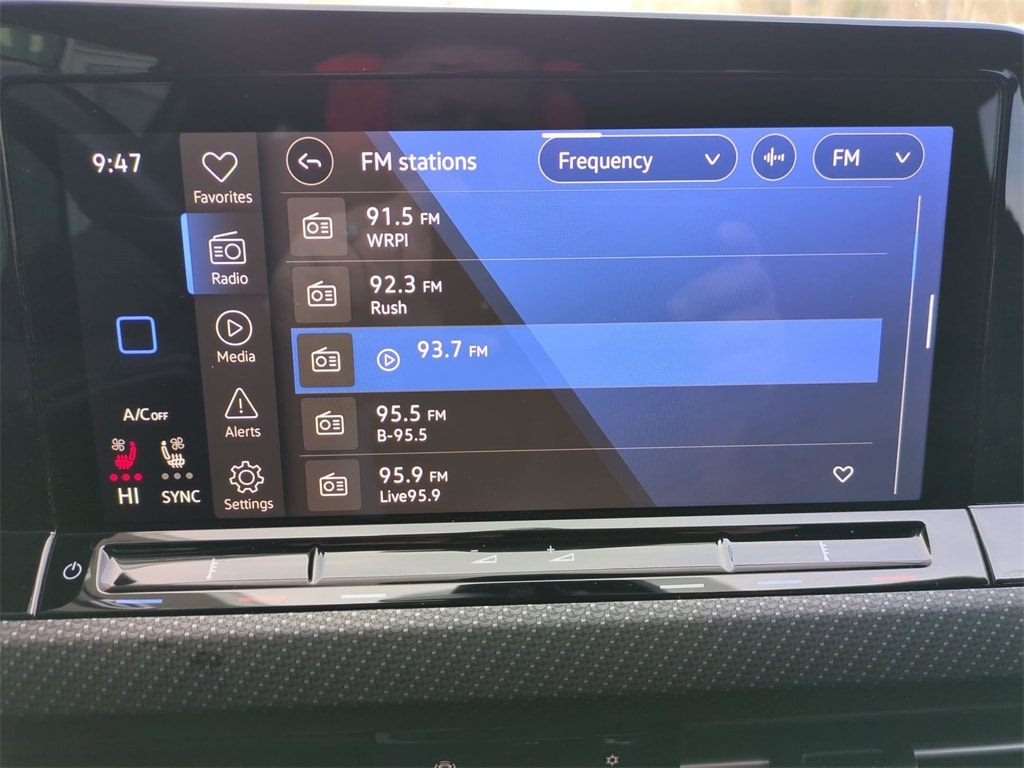 9:47
Favorites
Radio
Media
Alerts
Settings
A/C OFF
HI
SYNC
FM stations
Frequency
FM
91.5 FM
WRPI
92.3 FM
Rush
93.7 FM
95.5 FM
B-95.5
95.9 FM
Live95.9